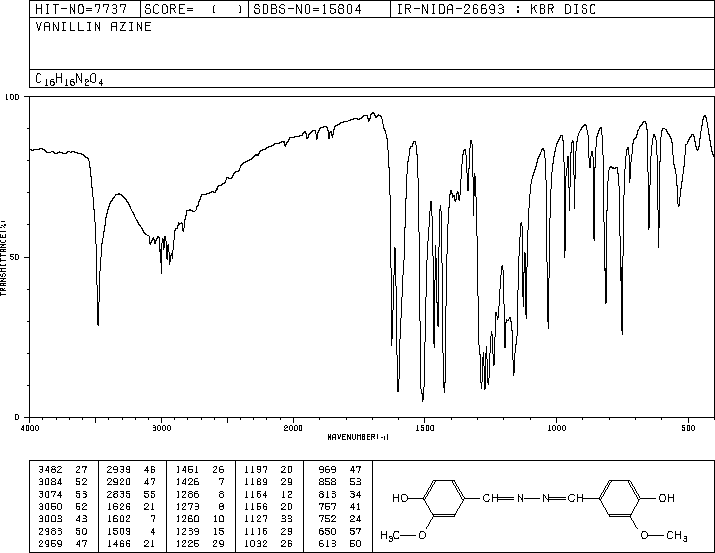 HIT-NO=7737 SCORE= ( ) SDBS-NO=15804 IR-NIDA-26693 : KBR DISC
VANILLIN AZINE
C16H16N2O4
100
50
0
TRANSMITTANCE(%)
4000 3000 2000 1500 1000 500
WAVENUMBER(-1)
3482 27 2939 46 1451 26 1197 20 969 47
3084 52 2920 47 1426 7 1189 29 858 53
3074 53 2835 55 1286 8 1164 12 813 34
3050 52 1626 21 1273 8 1156 20 757 41
3003 43 1602 7 1260 10 1127 33 752 24
2983 50 1509 4 1239 15 1116 29 650 57
2959 47 1466 21 1225 29 1032 26 613 50
HO CH=N N=CH OH
H3C—O O—CH3